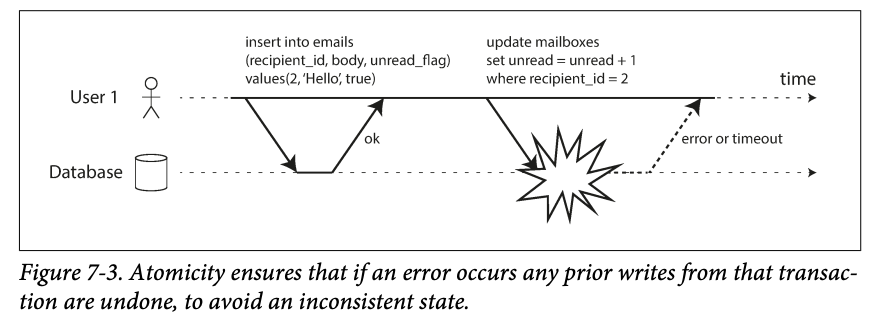 insert into emails
(recipient_id, body, unread_flag)
values(2, ‘Hello’, true)
update mailboxes
set unread = unread + 1
where recipient_id = 2
time
User 1
ok
error or timeout
Database
Figure 7-3. Atomicity ensures that if an error occurs any prior writes from that transac-
tion are undone, to avoid an inconsistent state.